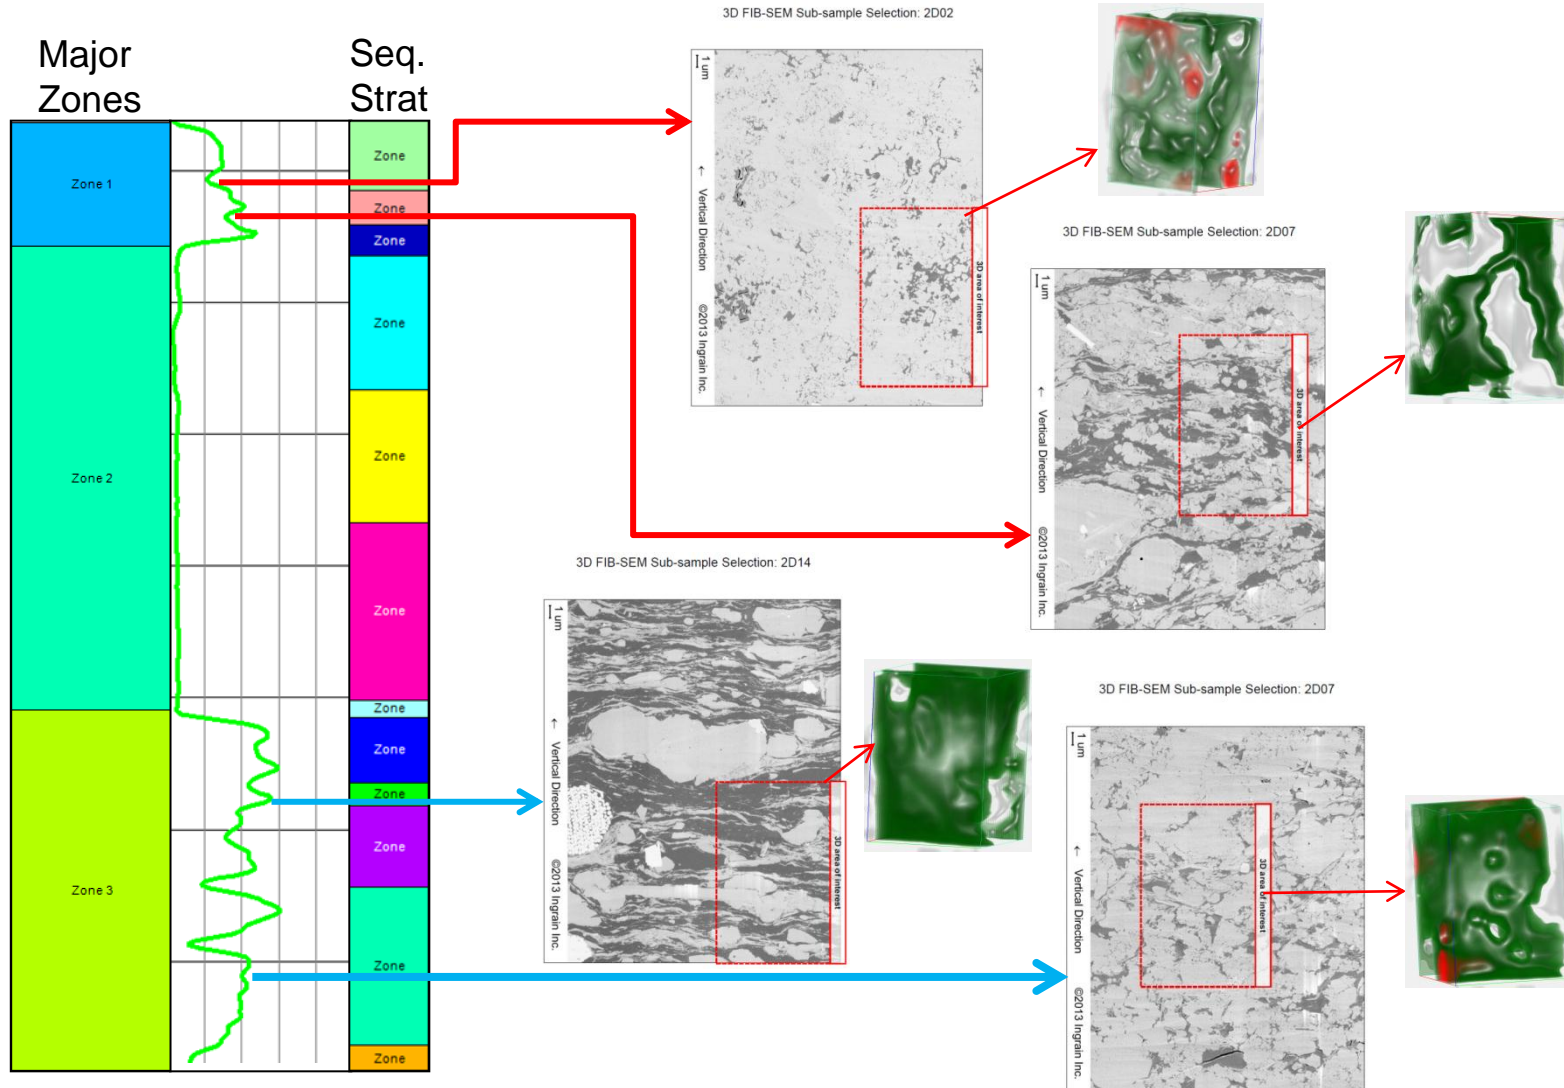 Major
Zones
Seq.
Strat
Zone 1
Zone 2
Zone 3
Zone
Zone
Zone
Zone
Zone
Zone
Zone
Zone
Zone
Zone
Zone
Zone
3D FIB-SEM Sub-sample Selection: 2D02
1 um
↑ Vertical Direction
©2013 Ingrain Inc.
3D area of interest
3D FIB-SEM Sub-sample Selection: 2D07
1 um
↑ Vertical Direction
©2013 Ingrain Inc.
3D area of interest
3D FIB-SEM Sub-sample Selection: 2D14
1 um
↑ Vertical Direction
©2013 Ingrain Inc.
3D area of interest
3D FIB-SEM Sub-sample Selection: 2D07
1 um
↑ Vertical Direction
©2013 Ingrain Inc.
3D area of interest